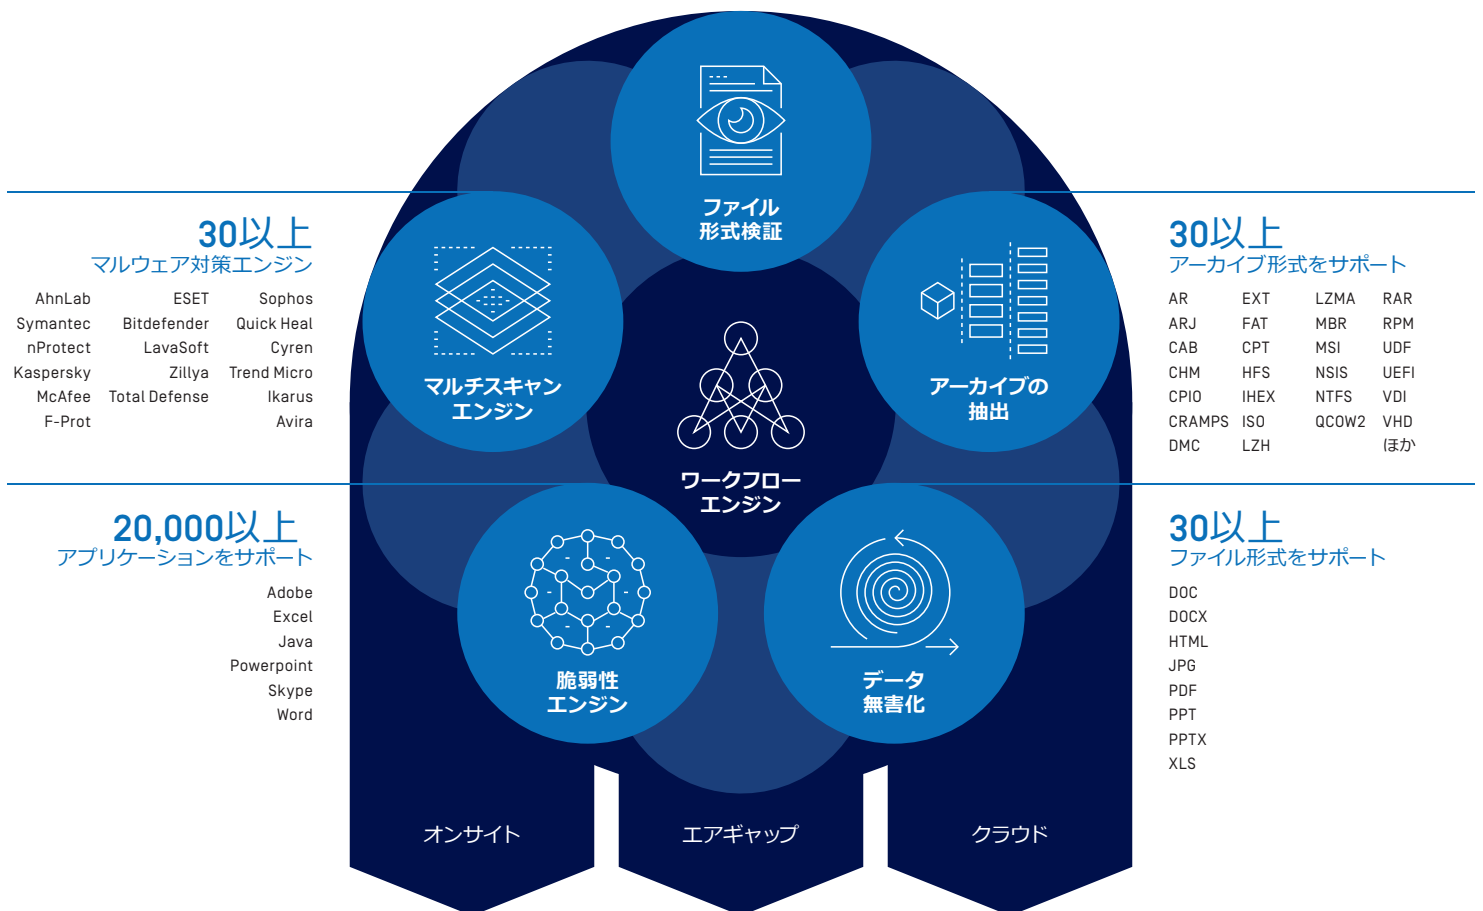 ファイル
形式検証
30以上
マルウェア対策エンジン
AhnLab ESET Sophos
Symantec Bitdefender Quick Heal
nProtect LavaSoft Cyren
Kaspersky Zillya Trend Micro
McAfee Total Defense Ikarus
F-Prot Avira
マルチスキャン
エンジン
アーカイブの
抽出
30以上
アーカイブ形式をサポート
AR EXT LZMA RAR
ARJ FAT MBR RPM
CAB CPT MSI UDF
CHM HFS NSIS UEFI
CPIO IHEX NTFS VDI
CRAMPS ISO QCOW2 VHD
DMC LZH ほか
ワークフロー
エンジン
20,000以上
アプリケーションをサポート
Adobe
Excel
Java
Powerpoint
Skype
Word
脆弱性
エンジン
データ
無害化
30以上
ファイル形式をサポート
DOC
DOCX
HTML
JPG
PDF
PPT
PPTX
XLS
オンサイト
エアギャップ
クラウド